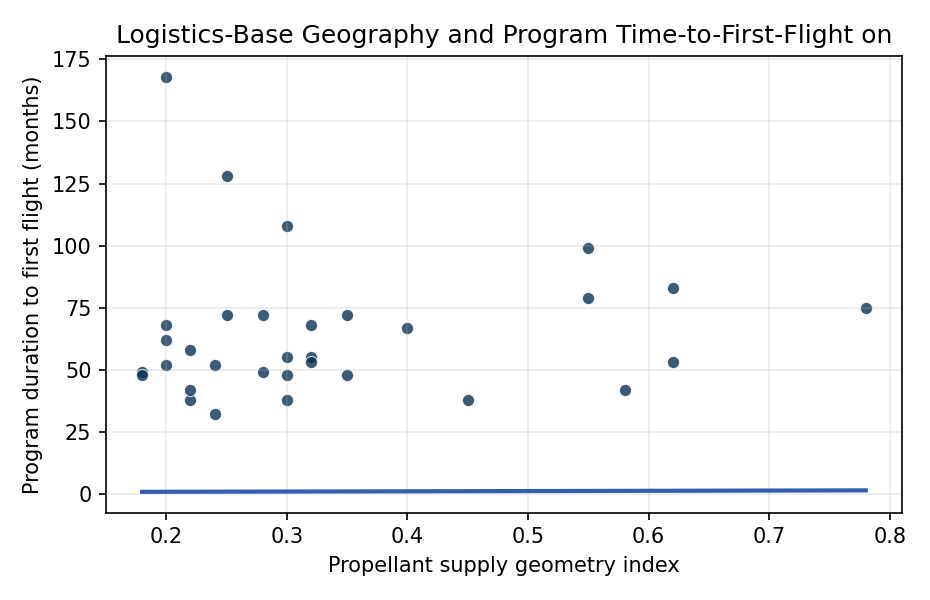 Logistics-Base Geography and Program Time-to-First-Flight on
175
150
125
100
75
50
25
0
Program duration to first flight (months)
0.2 0.3 0.4 0.5 0.6 0.7 0.8
Propellant supply geometry index